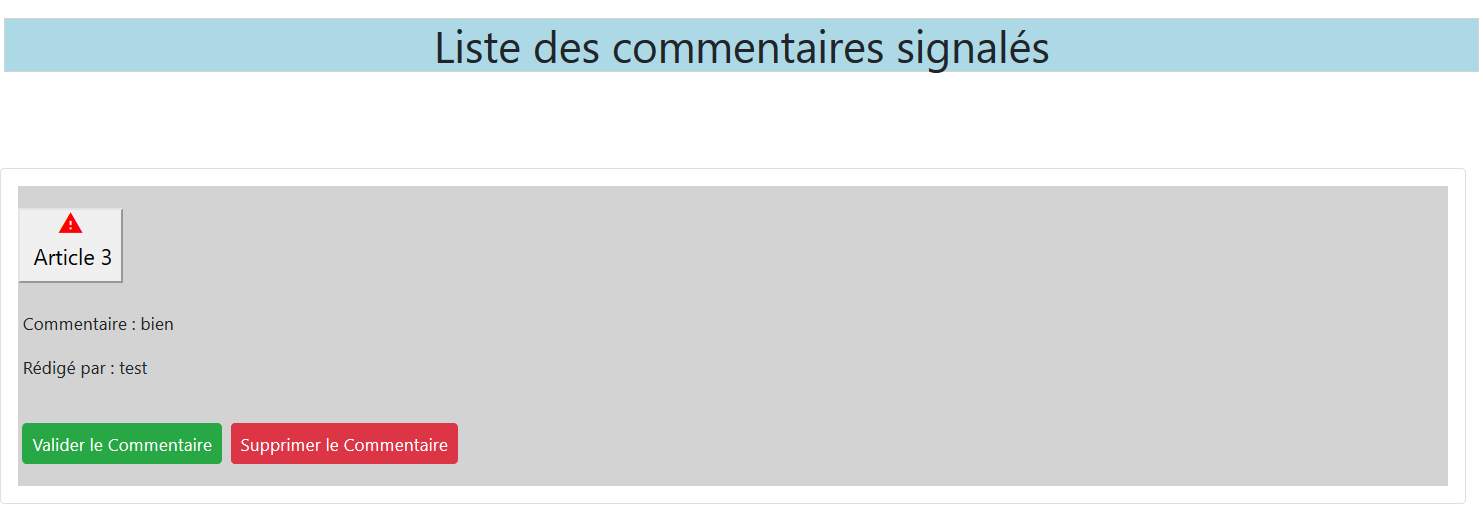 Liste des commentaires signalés
Article 3
Commentaire : bien
Rédigé par : test
Valider le Commentaire
Supprimer le Commentaire